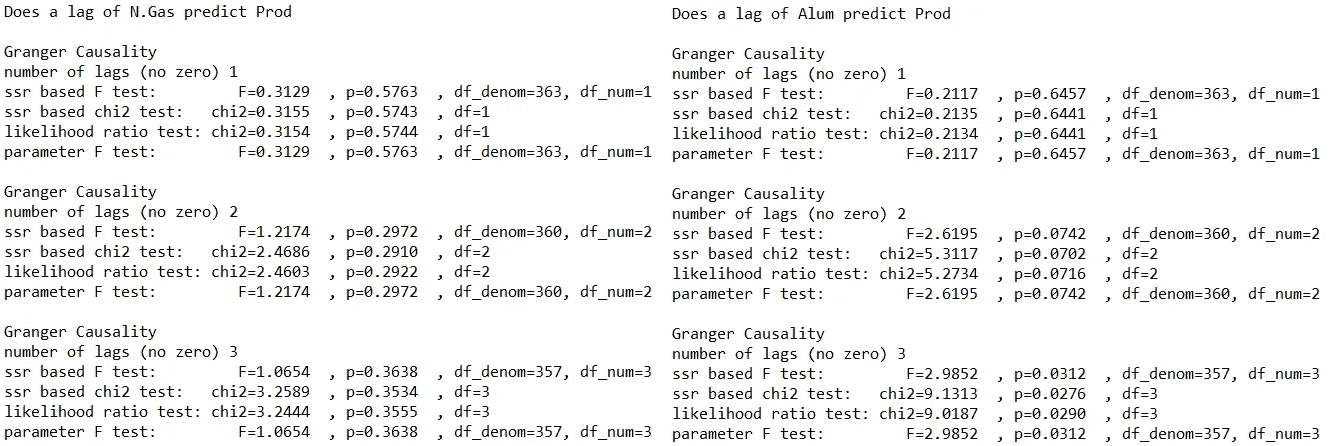 Does a lag of N.Gas predict Prod

Granger Causality
number of lags (no zero) 1
ssr based F test:         F=0.3129  , p=0.5763  , df_denom=363, df_num=1
ssr based chi2 test:   chi2=0.3155  , p=0.5743  , df=1
likelihood ratio test: chi2=0.3154  , p=0.5744  , df=1
parameter F test:         F=0.3129  , p=0.5763  , df_denom=363, df_num=1

Granger Causality
number of lags (no zero) 2
ssr based F test:         F=1.2174  , p=0.2972  , df_denom=360, df_num=2
ssr based chi2 test:   chi2=2.4686  , p=0.2910  , df=2
likelihood ratio test: chi2=2.4603  , p=0.2922  , df=2
parameter F test:         F=1.2174  , p=0.2972  , df_denom=360, df_num=2

Granger Causality
number of lags (no zero) 3
ssr based F test:         F=1.0654  , p=0.3638  , df_denom=357, df_num=3
ssr based chi2 test:   chi2=3.2589  , p=0.3534  , df=3
likelihood ratio test: chi2=3.2444  , p=0.3555  , df=3
parameter F test:         F=1.0654  , p=0.3638  , df_denom=357, df_num=3

Does a lag of Alum predict Prod

Granger Causality
number of lags (no zero) 1
ssr based F test:         F=0.2117  , p=0.6457  , df_denom=363, df_num=1
ssr based chi2 test:   chi2=0.2135  , p=0.6441  , df=1
likelihood ratio test: chi2=0.2134  , p=0.6441  , df=1
parameter F test:         F=0.2117  , p=0.6457  , df_denom=363, df_num=1

Granger Causality
number of lags (no zero) 2
ssr based F test:         F=2.6195  , p=0.0742  , df_denom=360, df_num=2
ssr based chi2 test:   chi2=5.3117  , p=0.0702  , df=2
likelihood ratio test: chi2=5.2734  , p=0.0716  , df=2
parameter F test:         F=2.6195  , p=0.0742  , df_denom=360, df_num=2

Granger Causality
number of lags (no zero) 3
ssr based F test:         F=2.9852  , p=0.0312  , df_denom=357, df_num=3
ssr based chi2 test:   chi2=9.1313  , p=0.0276  , df=3
likelihood ratio test: chi2=9.0187  , p=0.0290  , df=3
parameter F test:         F=2.9852  , p=0.0312  , df_denom=357, df_num=3